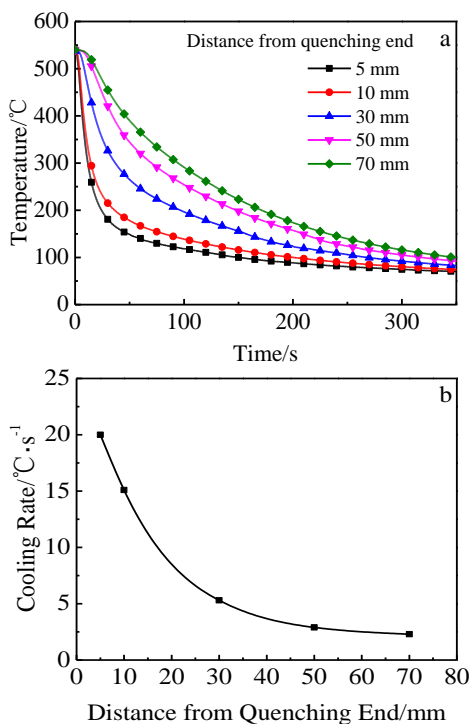 a
Distance from quenching end
5 mm
10 mm
30 mm
50 mm
70 mm
600
500
400
300
200
100
0
Temperature/℃
0 100 200 300
Time/s
b
25
20
15
10
5
0
Cooling Rate/℃·s⁻¹
0 10 20 30 40 50 60 70 80
Distance from Quenching End/mm